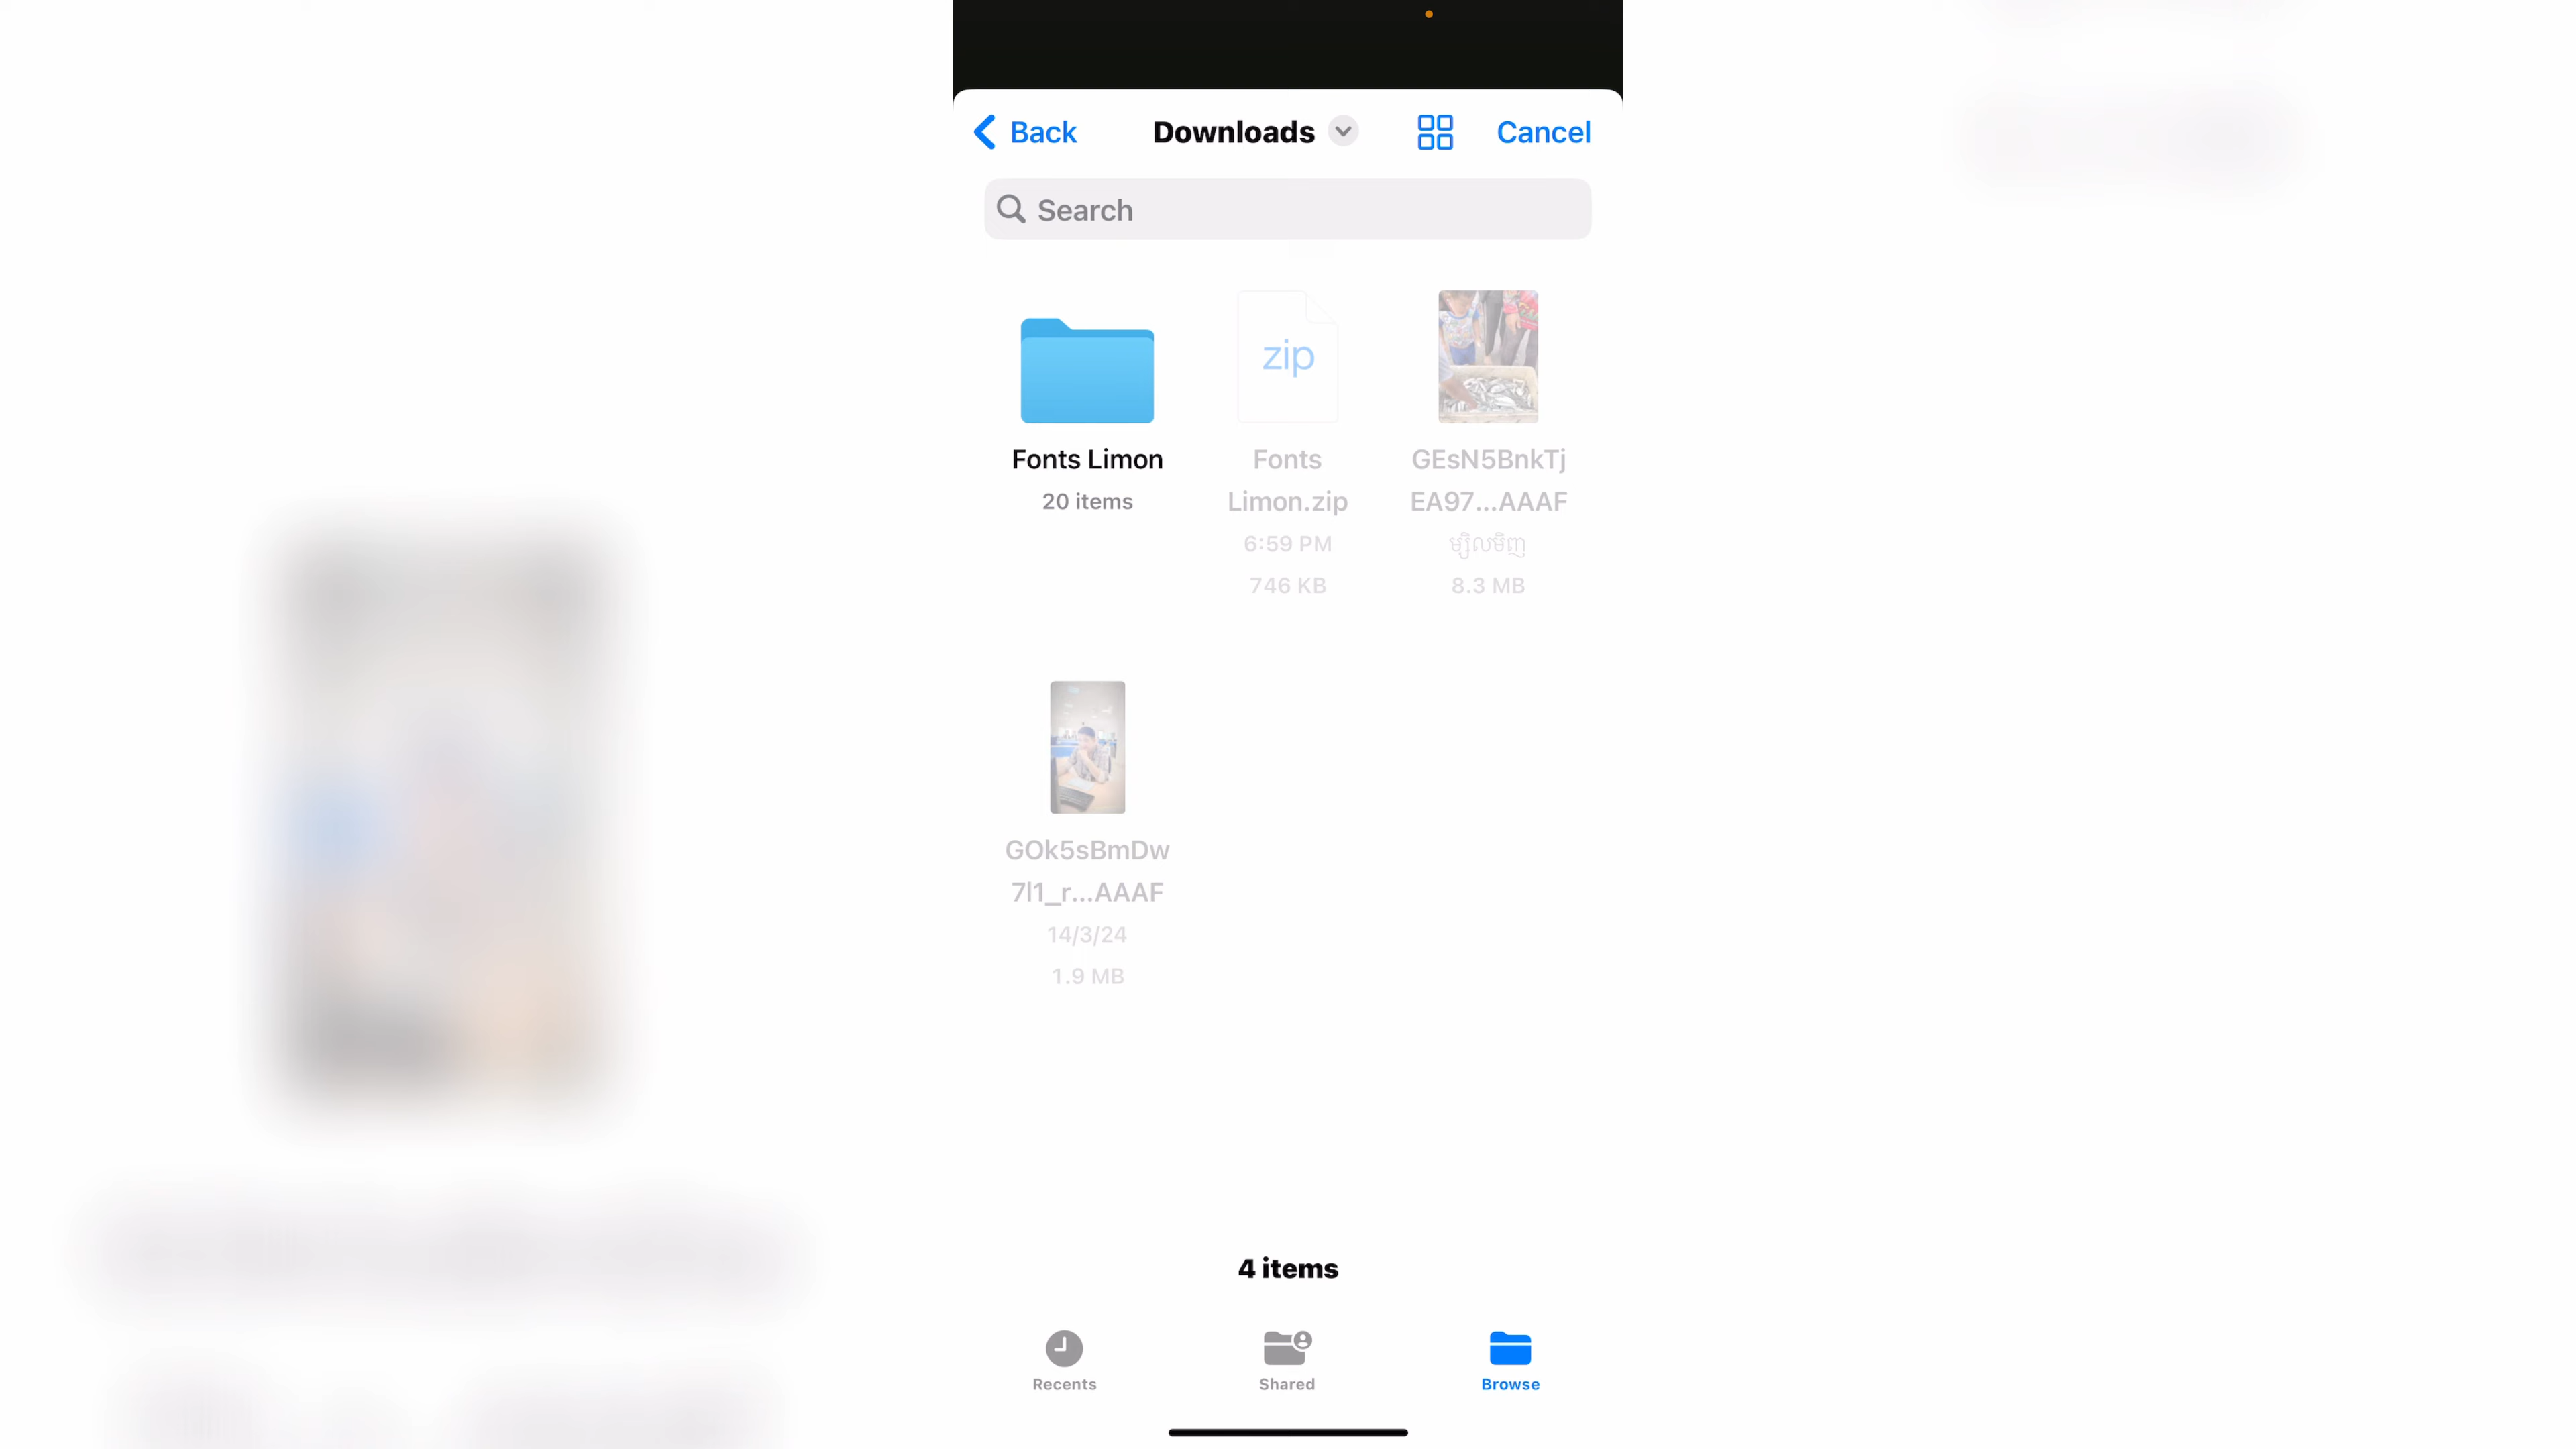 Back
Downloads
Cancel
Search
Fonts Limon
20 items
zip
Fonts
Limon.zip
6:59 PM
746 KB
GEsN5BnkTj
EA97...AAAF
ម្សិលមិញ
8.3 MB
GOk5sBmDw
7l1_r...AAAF
14/3/24
1.9 MB
4 items
Recents
Shared
Browse